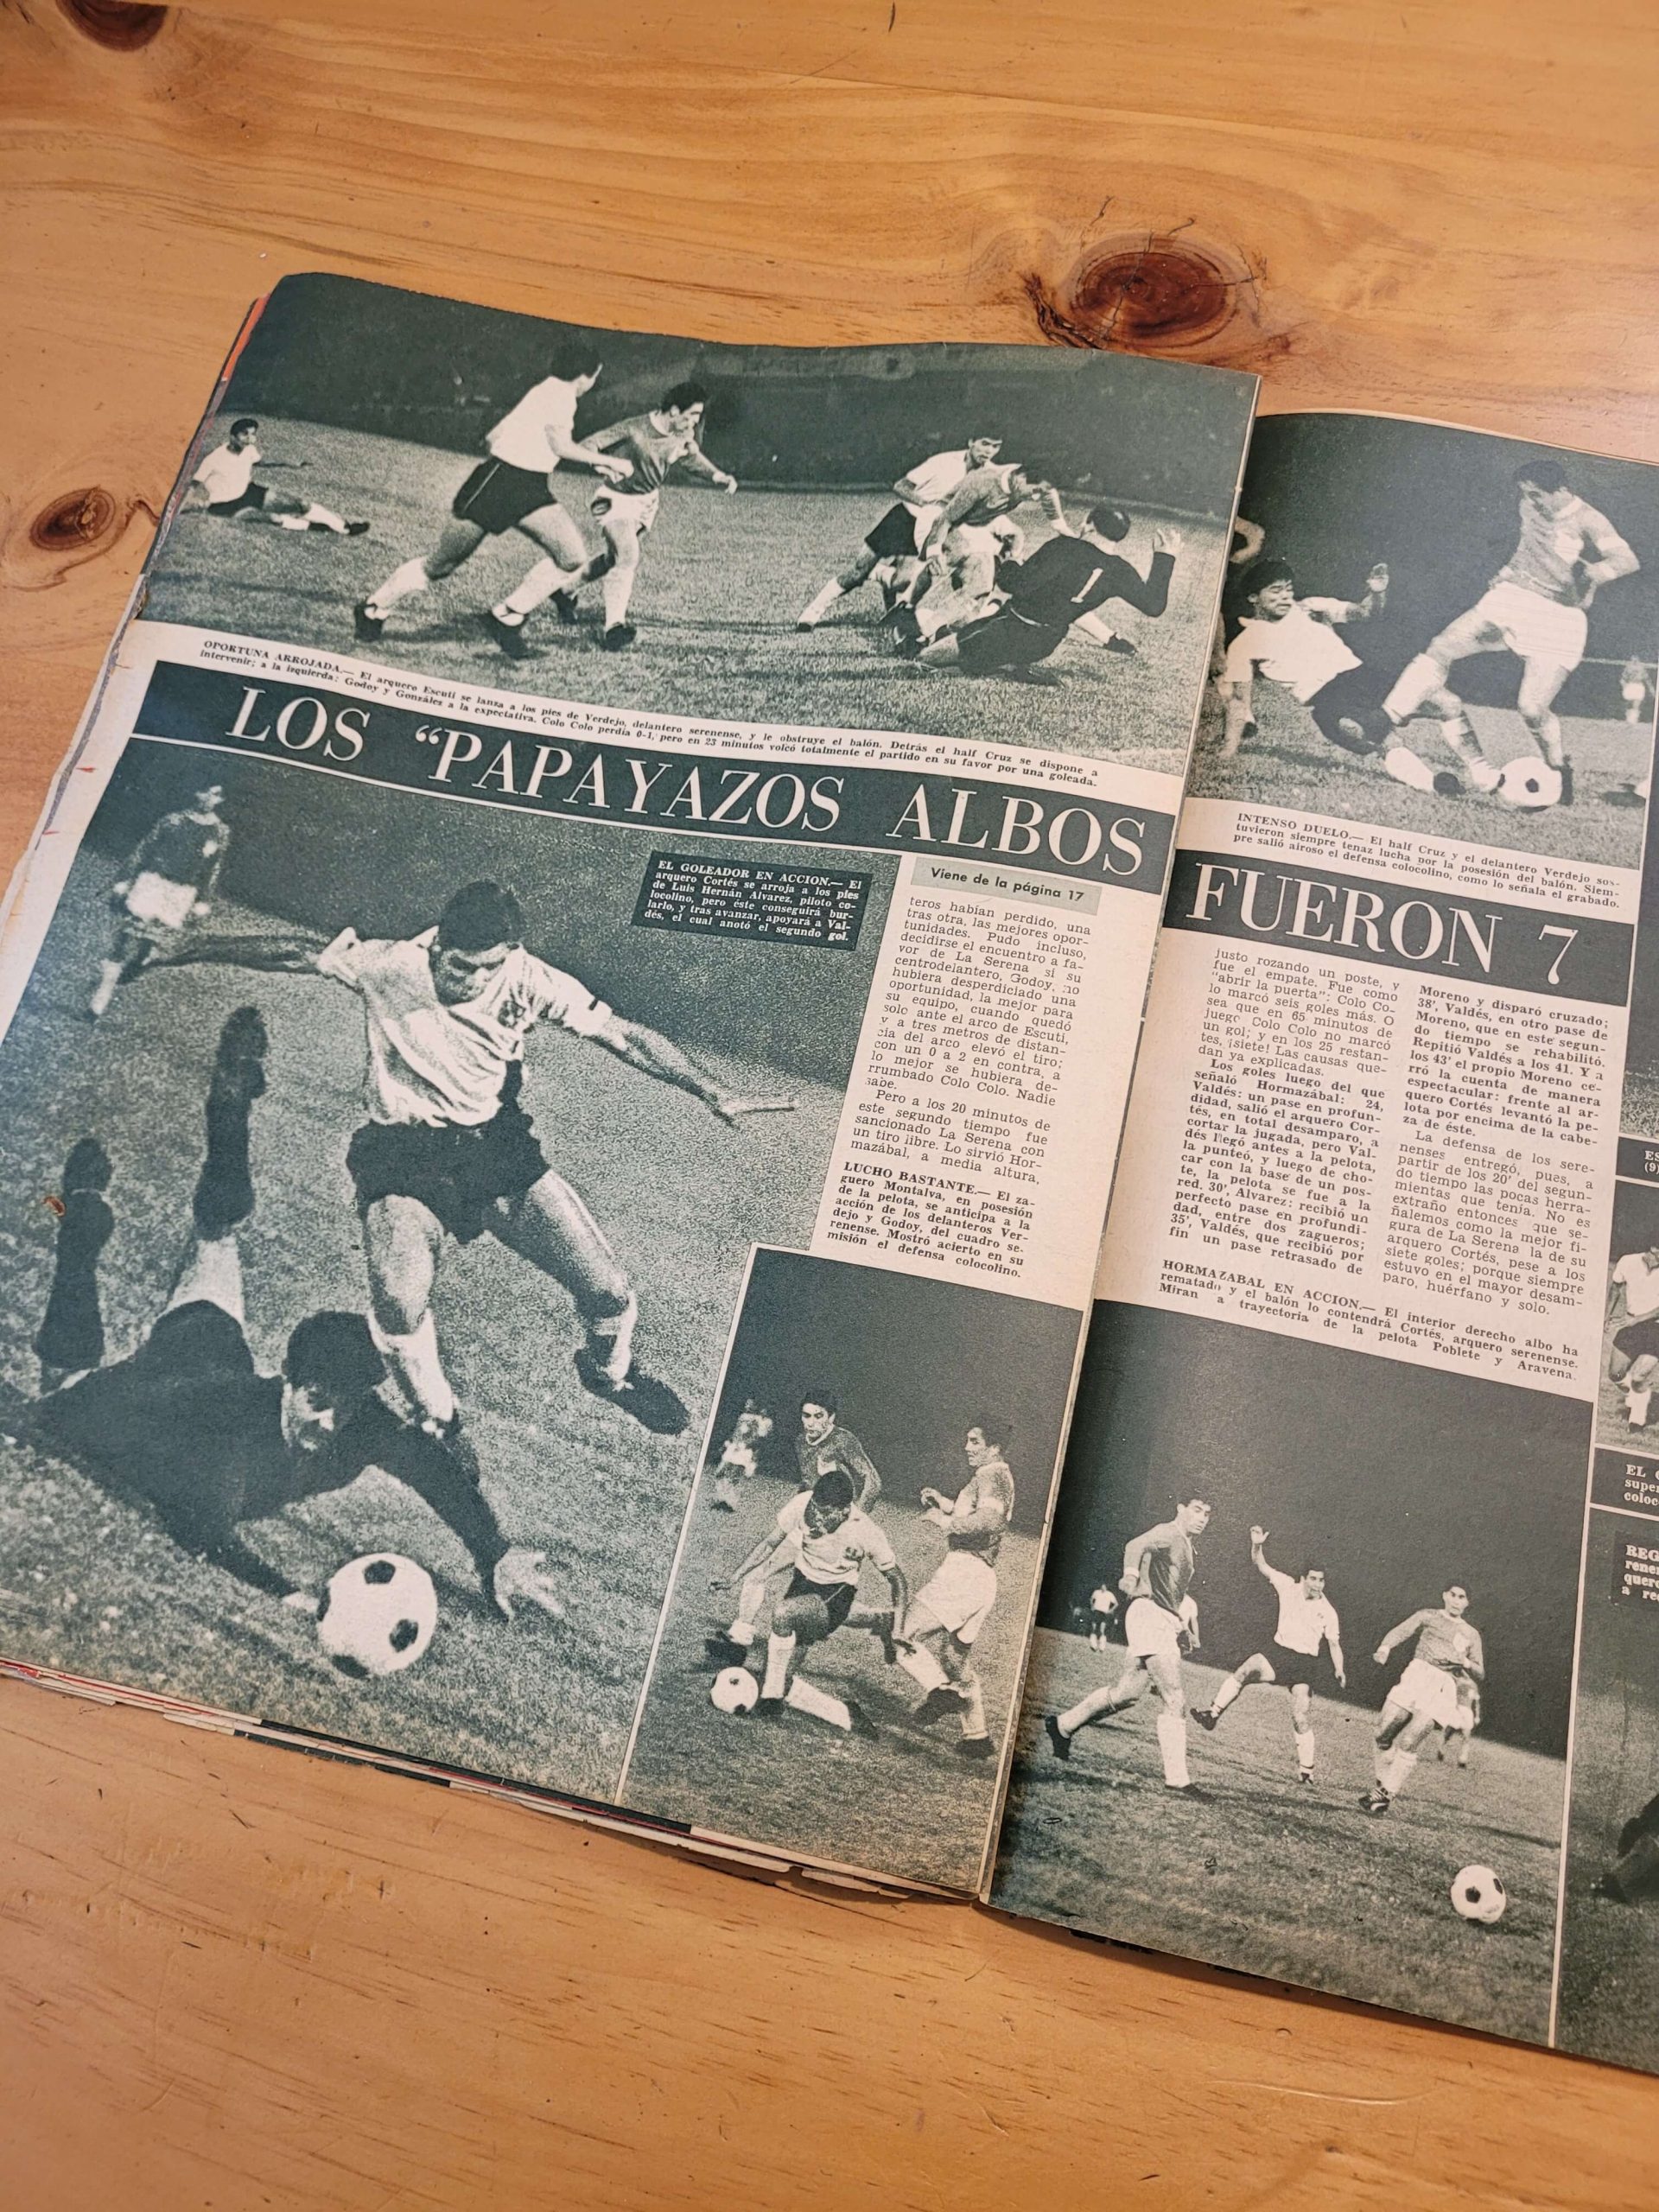 OPORTUNA ARROJADA.— El arquero Escuti se lanza a los pies de Verdejo, delantero serenense, y le obstruye el balón. Detrás el half Cruz se dispone a
intervenir; a la izquierda: Godoy y González a la expectativa. Colo Colo perdía 0-1, pero en 23 minutos volcó totalmente el partido en su favor por una goleada.
LOS “PAPAYAZOS ALBOS
EL GOLEADOR EN ACCION.— El
arquero Cortés se arroja a los pies
de Luis Hernán Alvarez, piloto co-
locolino, pero éste conseguirá bur-
larlo, y tras avanzar, apoyará a Val-
dés, el cual anotó el segundo gol.
Viene de la página 17
teros habían perdido, una
tras otra, las mejores opor-
tunidades. Pudo incluso,
decidirse el encuentro a fa-
vor de La Serena si su
centrodelantero, Godoy, no
hubiera desperdiciado una
oportunidad, la mejor para
su equipo, cuando quedó
solo ante el arco de Escuti,
y a tres metros de distan-
cia del arco elevó el tiro;
con un 0 a 2 en contra, a
lo mejor se hubiera de-
rrumbado Colo Colo. Nadie
sabe.
Pero a los 20 minutos de
este segundo tiempo fue
sancionado La Serena con
un tiro libre. Lo sirvió Hor-
mazábal, a media altura,
LUCHO BASTANTE.— El za-
guero Montalva, en posesión
de la pelota, se anticipa a la
acción de los delanteros Ver-
dejo y Godoy, del cuadro se-
renense. Mostró acierto en su
misión el defensa colocolino.
INTENSO DUELO.— El half Cruz y el delantero Verdejo sos-
tuvieron siempre tenaz lucha por la posesión del balón. Siem-
pre salió airoso el defensa colocolino, como lo señala el grabado.
FUERON 7
justo rozando un poste, y
fue el empate. Fue como
"abrir la puerta": Colo Co-
lo marcó seis goles más. O
sea que en 65 minutos de
juego Colo Colo no marcó
un gol; y en los 25 restan-
tes, ¡siete! Las causas que-
dan ya explicadas.
Los goles luego del que
señaló Hormazábal: 24,
Valdés: un pase en profun-
didad, salió el arquero Cor-
tés, en total desamparo, a
cortar la jugada, pero Val-
dés llegó antes a la pelota,
la punteó, y luego de cho-
car con la base de un pos-
te, la pelota se fue a la
red. 30', Alvarez: recibió un
perfecto pase en profundi-
dad, entre dos zagueros;
35', Valdés, que recibió por
fin un pase retrasado de
Moreno y disparó cruzado;
38', Valdés, en otro pase de
Moreno, que en este segun-
do tiempo se rehabilitó.
Repitió Valdés a los 41. Y a
los 43' el propio Moreno ce-
rró la cuenta de manera
espectacular: frente al ar-
quero Cortés levantó la pe-
lota por encima de la cabe-
za de éste.
La defensa de los sere-
nenses entregó, pues, a
partir de los 20' del segun-
do tiempo las pocas herra-
mientas que tenía. No es
extraño entonces que se-
ñalemos como la mejor fi-
gura de La Serena la de su
arquero Cortés, pese a los
siete goles; porque siempre
estuvo en el mayor desam-
paro, huérfano y solo.
HORMAZABAL EN ACCION.— El interior derecho albo ha
rematado y el balón lo contendrá Cortés, arquero serenense.
Miran a trayectoria de la pelota Poblete y Aravena.
1
ES
(9)
EL
super
coloc
REG
rene
quer
a re